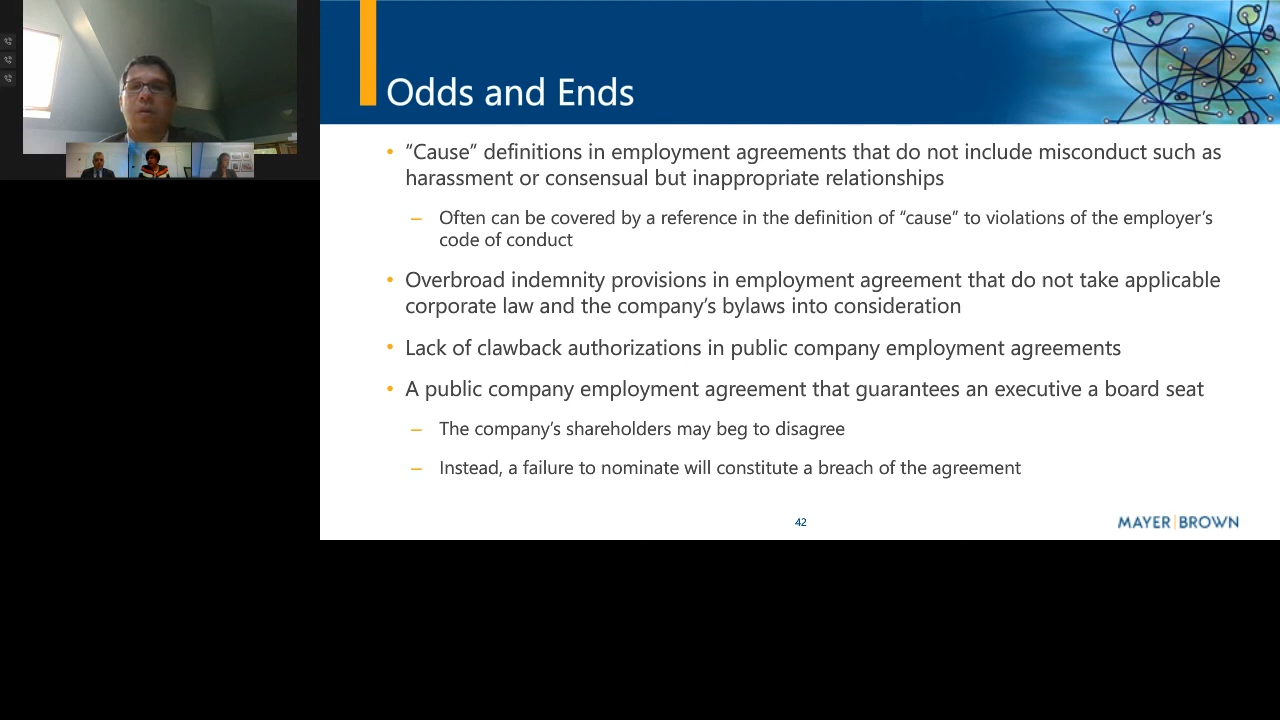 Odds and Ends
• “Cause” definitions in employment agreements that do not include misconduct such as
harassment or consensual but inappropriate relationships
– Often can be covered by a reference in the definition of “cause” to violations of the employer’s
code of conduct
• Overbroad indemnity provisions in employment agreement that do not take applicable
corporate law and the company’s bylaws into consideration
• Lack of clawback authorizations in public company employment agreements
• A public company employment agreement that guarantees an executive a board seat
– The company’s shareholders may beg to disagree
– Instead, a failure to nominate will constitute a breach of the agreement
42
MAYER | BROWN